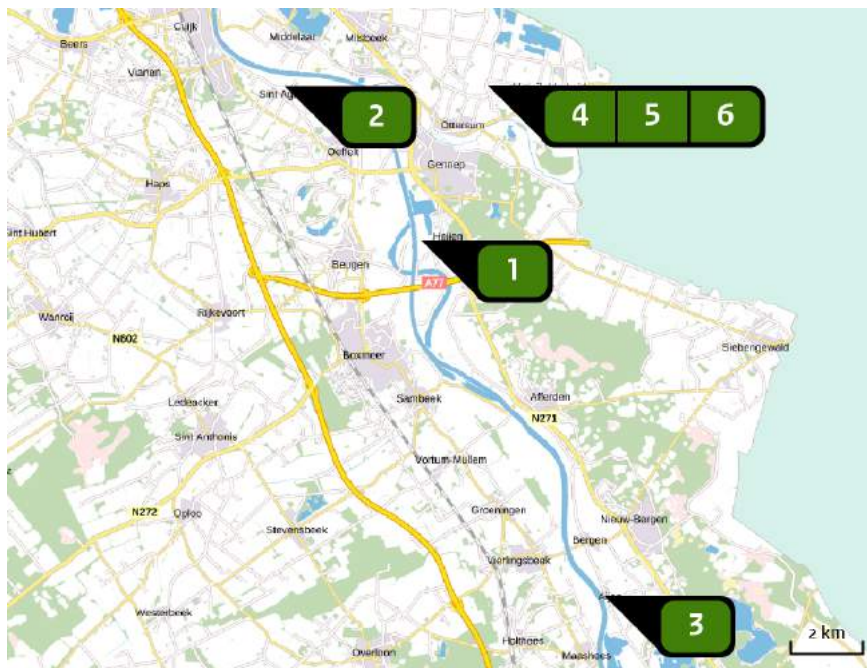 Cuijk
Beers
Middelaar
Milsbeek
Vianen
Sint Ag
2
4 5 6
Ottersum
Oeffelt
Gennep
Haps
Sint Hubert
Heijen
1
Beugen
A77
Wanroij
Rijkevoort
N602
Siebengewald
Boxmeer
Ledeacker
Sambeek
Afferden
N271
Sint Anthonis
Vortum-Mullem
N272
Oploo
Groeningen
Nieuw-Bergen
Stevensbeek
Bergen
Vierlingsbeek
Westerbeek
3
Holthees
2 km
Overloon
Maashees